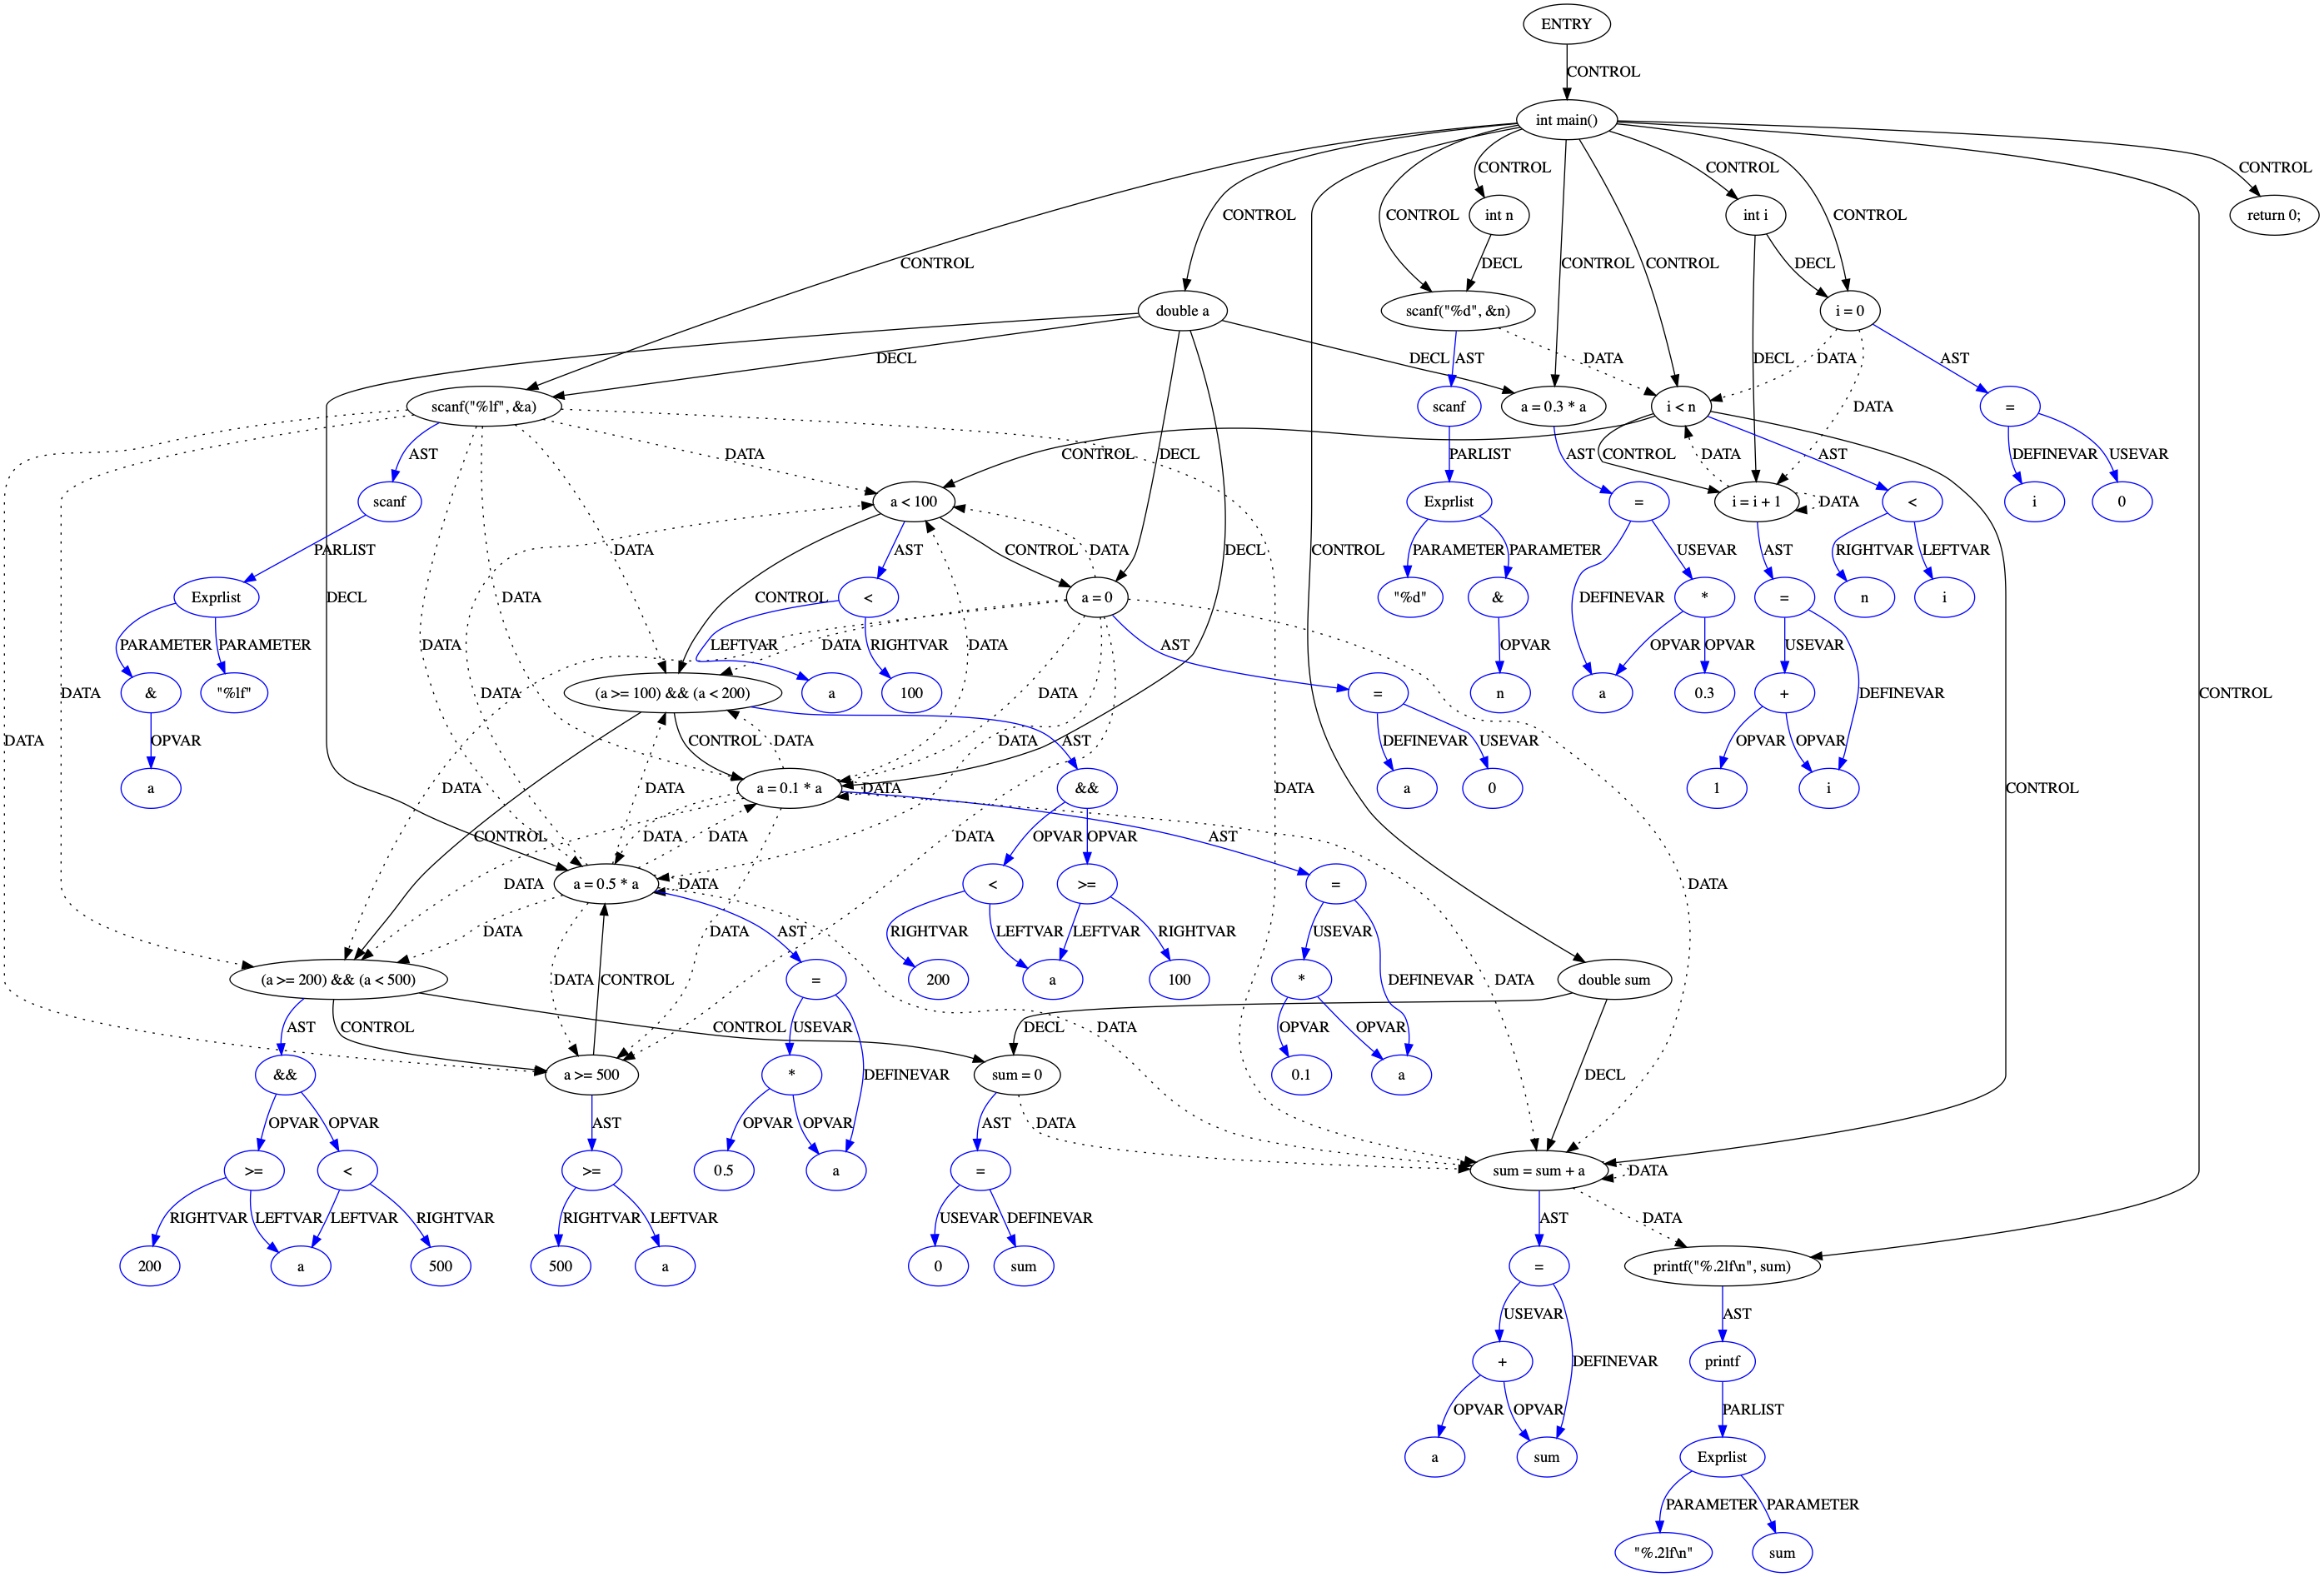 ENTRY
CONTROL
int main()
CONTROL
CONTROL
CONTROL
int n
int i
return 0;
CONTROL
CONTROL
CONTROL
CONTROL
CONTROL
CONTROL
DECL
DECL
double a
scanf("%d", &n)
i = 0
DECL
DECL
AST
DATA
DECL
DATA
AST
scanf("%lf", &a)
scanf
a = 0.3 * a
i < n
=
AST
DATA
CONTROL
DECL
PARLIST
AST
CONTROL
DATA
AST
DATA
DEFINEVAR
USEVAR
scanf
a < 100
Exprlist
=
i = i + 1
DATA
<
i
0
PARLIST
DATA
AST
CONTROL
DATA
DECL
PARAMETER
PARAMETER
USEVAR
AST
RIGHTVAR
LEFTVAR
Exprlist
DECL
DATA
CONTROL
<
a = 0
CONTROL
"%d"
&
DEFINEVAR
*
=
n
i
PARAMETER
PARAMETER
DATA
LEFTVAR
RIGHTVAR
DATA
DATA
OPVAR
OPVAR
OPVAR
USEVAR
&
"%lf"
DATA
(a >= 100) && (a < 200)
a
100
DATA
=
n
a
0.3
+
DEFINEVAR
CONTROL
OPVAR
DATA
DATA
CONTROL
DATA
DATA
AST
DEFINEVAR
USEVAR
OPVAR
OPVAR
a
DATA
DATA
a = 0.1 * a
DATA
&&
DATA
a
0
1
i
CONTROL
CONTROL
DATA
DATA
DATA
OPVAR
OPVAR
AST
DATA
a = 0.5 * a
DATA
<
>=
=
DATA
DATA
DATA
AST
RIGHTVAR
LEFTVAR
LEFTVAR
RIGHTVAR
USEVAR
(a >= 200) && (a < 500)
DATA
CONTROL
=
200
a
100
*
DEFINEVAR
DATA
double sum
AST
CONTROL
USEVAR
CONTROL
DECL
DATA
OPVAR
OPVAR
&&
a >= 500
*
DEFINEVAR
sum = 0
0.1
a
DECL
OPVAR
OPVAR
AST
OPVAR
OPVAR
AST
DATA
>=
<
>=
0.5
a
=
sum = sum + a
DATA
RIGHTVAR
LEFTVAR
LEFTVAR
RIGHTVAR
RIGHTVAR
LEFTVAR
USEVAR
DEFINEVAR
AST
DATA
200
a
500
500
a
0
sum
=
printf("%.2lf\n", sum)
USEVAR
AST
+
DEFINEVAR
printf
OPVAR
OPVAR
PARLIST
a
sum
Exprlist
PARAMETER
PARAMETER
"%.2lf\n"
sum